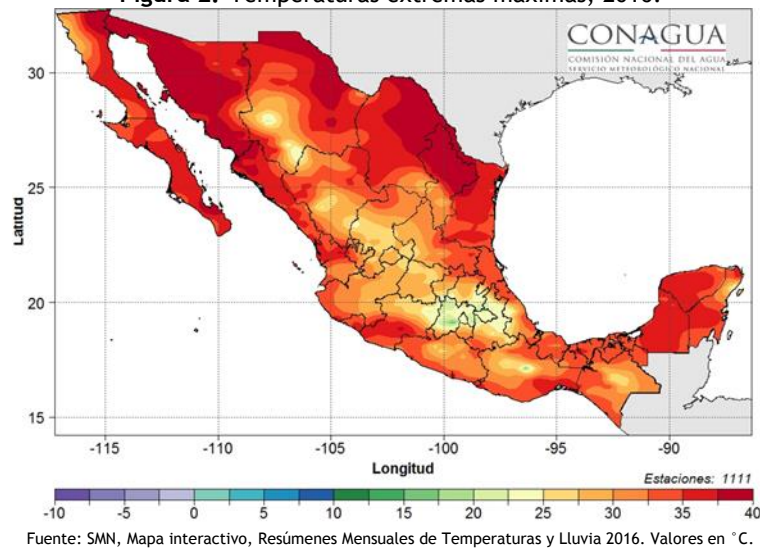 Figura 2. Temperaturas extremas máximas, 2016.
CONAGUA
COMISIÓN NACIONAL DEL AGUA
SERVICIO METEOROLÓGICO NACIONAL
30
25
20
15
Latitud
-115 -110 -105 -100 -95 -90
Longitud
Estaciones: 1111
-10 -5 0 5 10 15 20 25 30 35 40
Fuente: SMN, Mapa interactivo, Resúmenes Mensuales de Temperaturas y Lluvia 2016. Valores en °C.